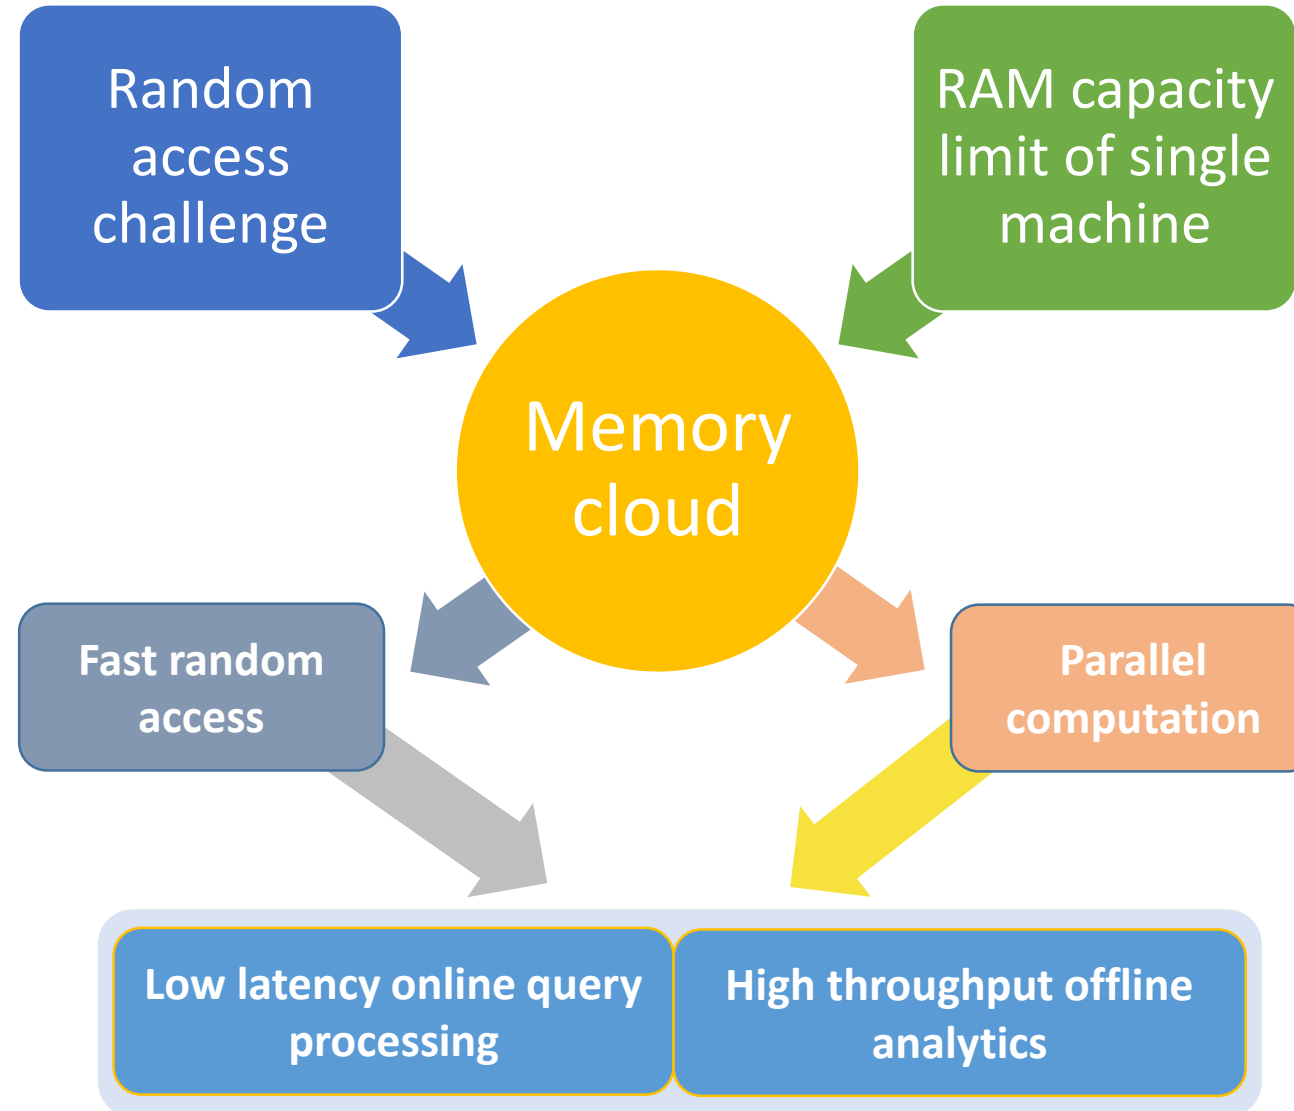 Random
access
challenge
RAM capacity
limit of single
machine
Memory
cloud
Fast random
access
Parallel
computation
Low latency online query
processing
High throughput offline
analytics